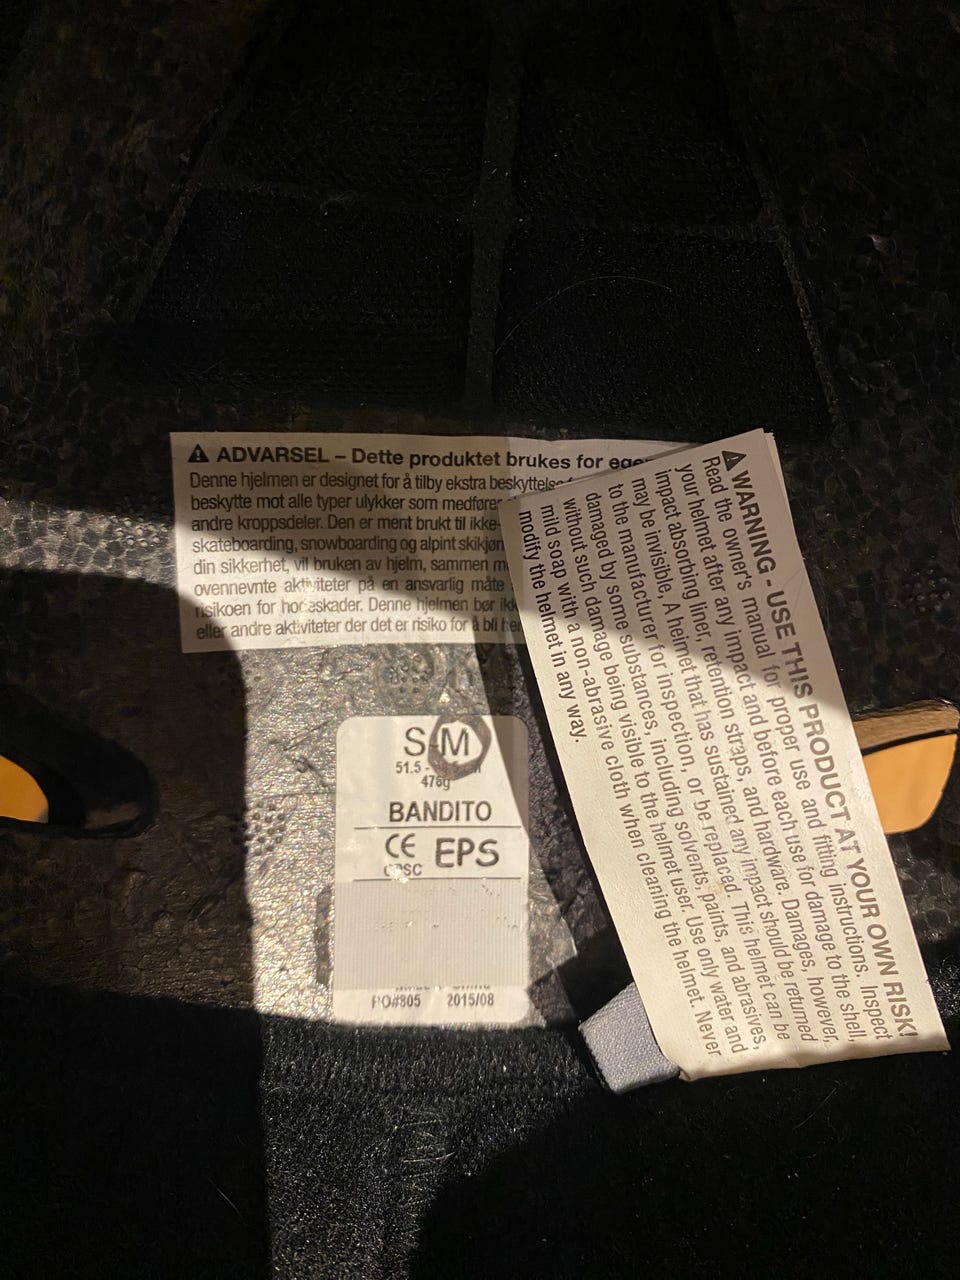 ⚠ ADVARSEL – Dette produktet brukes for
Denne hjelmen er designet for å tilby ekstra
beskytte mot alle typer ulykker som medfører
andre kroppsdeler. Den er ment brukt til ikke-
skateboarding, snowboarding og alpint
din sikkerhet, vil bruken av hjelm, sammen
ovennevnte aktiviteter på en ansvarlig måte
risikoen for hodeskader. Denne hjelmen bør
eller andre aktiviteter der det er risiko for å bli
S-M
51.5 -
476g
BANDITO
CE EPS
CPSC
PO#805 2015/08
⚠ WARNING - USE THIS PRODUCT AT YOUR OWN RISK!
Read the owner's manual for proper use and fitting instructions. Inspect
your helmet after any impact and before each use for damage to the shell,
impact absorbing liner, retention straps, and hardware. Damages, however,
may be invisible, A helmet that has sustained any impact should be returned
to the manufacturer for inspection, or be replaced. This helmet can be
damaged by some substances, including solvents, paints, and abrasives,
without such damage being visible to the helmet user. Use only water and
mild soap with a non-abrasive cloth when cleaning the helmet. Never
modify the helmet in any way.